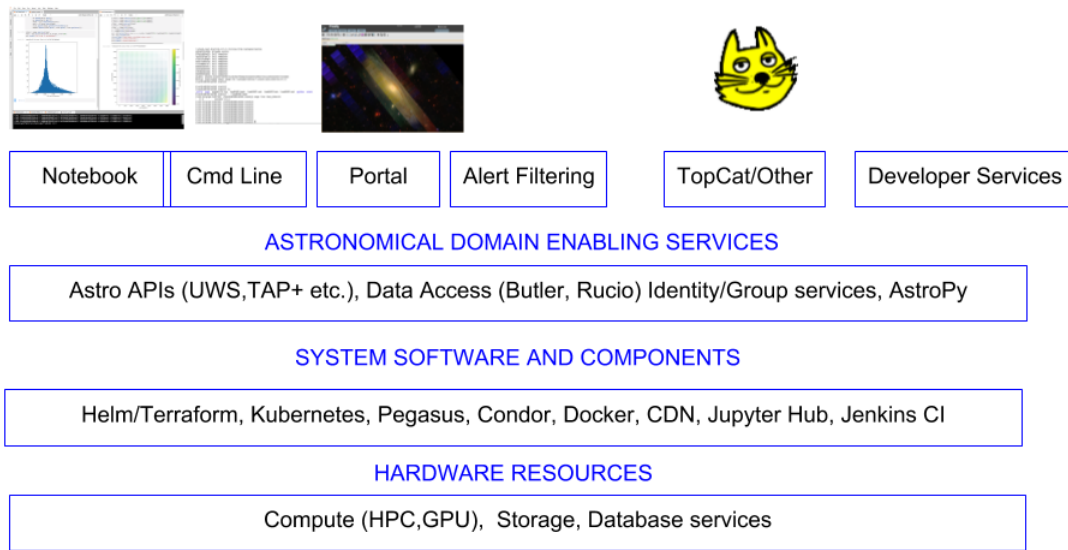 Notebook
Cmd Line
Portal
Alert Filtering
TopCat/Other
Developer Services
ASTRONOMICAL DOMAIN ENABLING SERVICES
Astro APIs (UWS,TAP+ etc.), Data Access (Butler, Rucio) Identity/Group services, AstroPy
SYSTEM SOFTWARE AND COMPONENTS
Helm/Terraform, Kubernetes, Pegasus, Condor, Docker, CDN, Jupyter Hub, Jenkins CI
HARDWARE RESOURCES
Compute (HPC,GPU),  Storage, Database services